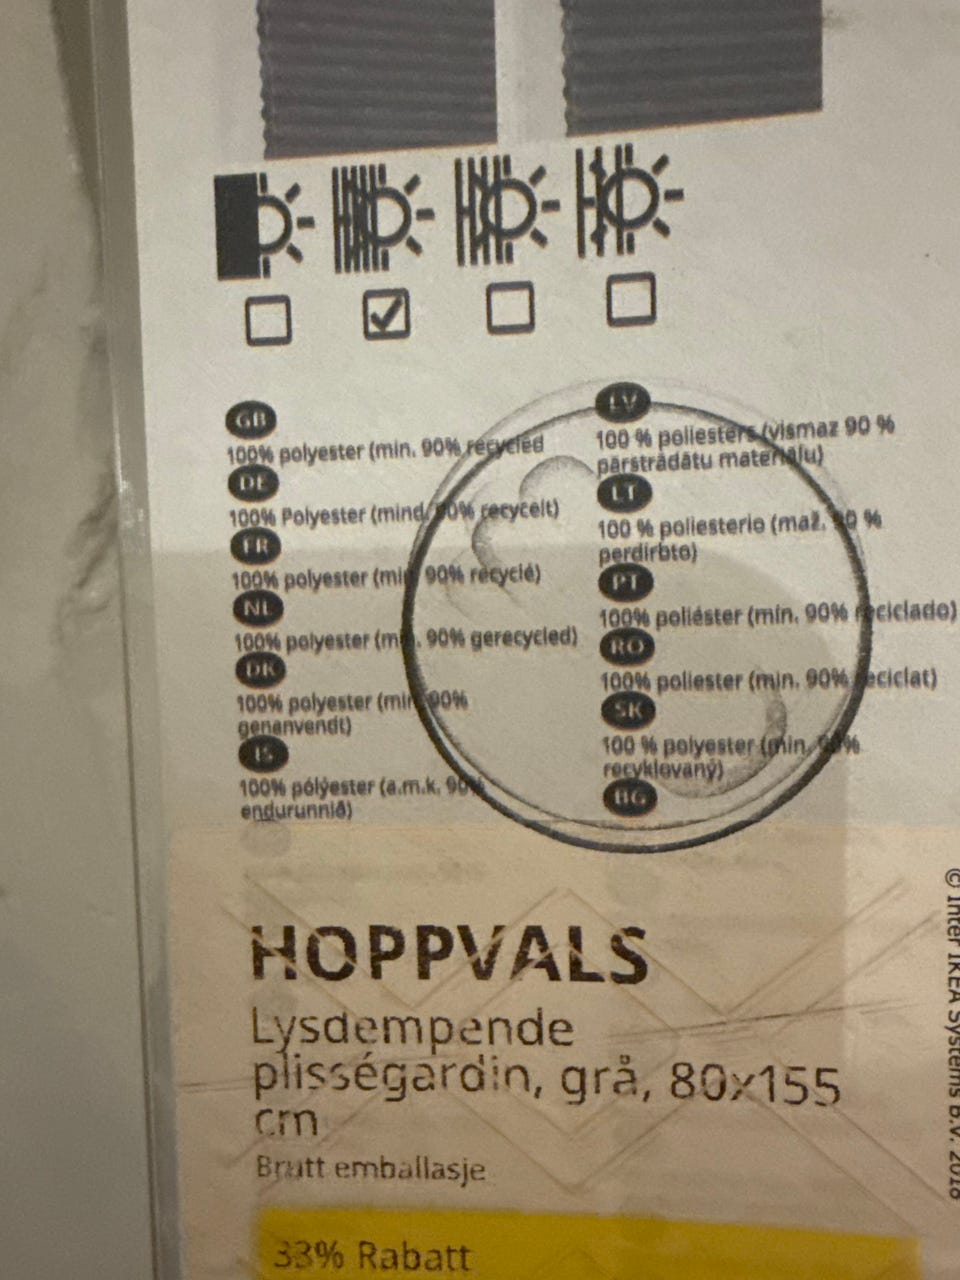 GB
100% polyester (min. 90% recycled
DE
100% Polyester (mind. 90% recycelt)
FR
100% polyester (min. 90% recyclé)
NL
100% polyester (min. 90% gerecycled)
DK
100% polyester (min. 90%
genanvendt)
IS
100% pólýester (a.m.k. 90%
endurunnið)
LV
100 % poliesters (vismaz 90 %
pārstrādātu materiālu)
LT
100 % poliesterio (maž. 90 %
perdirbto)
PT
100% poliéster (min. 90% reciclado)
RO
100% poliester (min. 90% reciclat)
SK
100 % polyester (min. 90%
recyklovaný)
BG
HOPPVALS
Lysdempende
plisségardin, grå, 80x155
cm
Brutt emballasje
33% Rabatt
© Inter IKEA Systems B.V. 2018